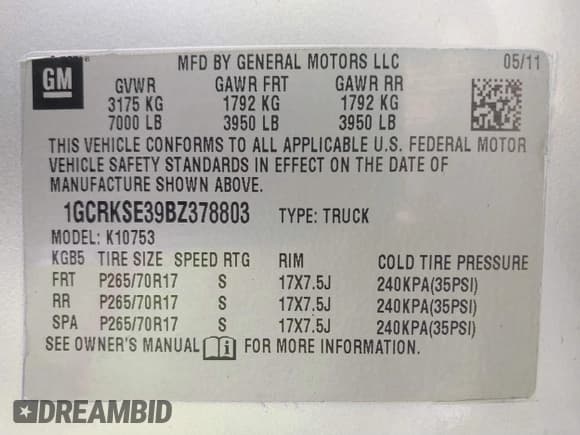 GM
MFD BY GENERAL MOTORS LLC 05/11
GVWR GAWR FRT GAWR RR
3175 KG 1792 KG 1792 KG
7000 LB 3950 LB 3950 LB
THIS VEHICLE CONFORMS TO ALL APPLICABLE U.S. FEDERAL MOTOR
VEHICLE SAFETY STANDARDS IN EFFECT ON THE DATE OF
MANUFACTURE SHOWN ABOVE.
1GCRKSE39BZ378803 TYPE: TRUCK
MODEL: K10753
KGB5 TIRE SIZE SPEED RTG RIM COLD TIRE PRESSURE
FRT P265/70R17 S 17X7.5J 240KPA(35PSI)
RR P265/70R17 S 17X7.5J 240KPA(35PSI)
SPA P265/70R17 S 17X7.5J 240KPA(35PSI)
SEE OWNER'S MANUAL FOR MORE INFORMATION.
DREAMBID